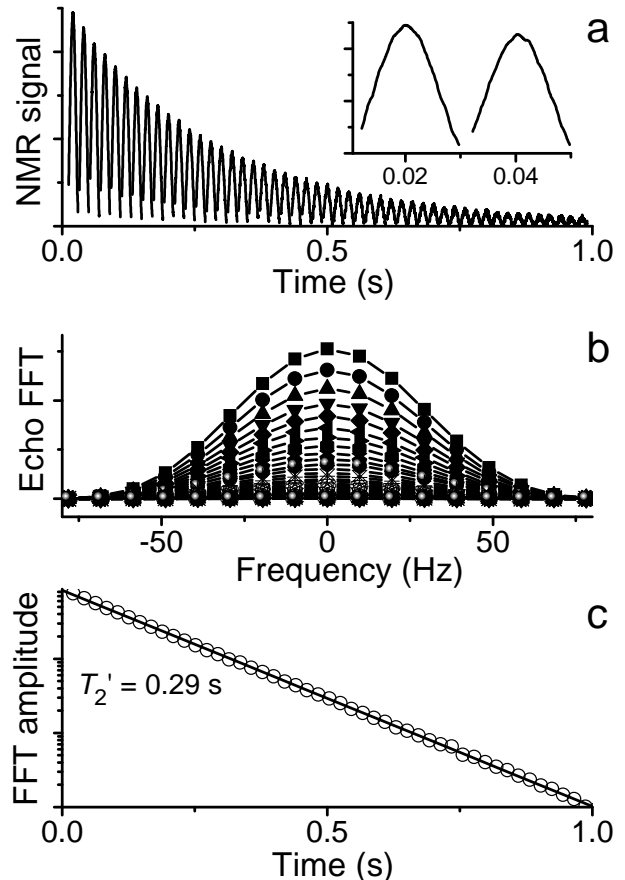 a
NMR signal
0.02 0.04
0.0 0.5 1.0
Time (s)
b
Echo FFT
-50 0 50
Frequency (Hz)
c
FFT amplitude
T2' = 0.29 s
0.0 0.5 1.0
Time (s)